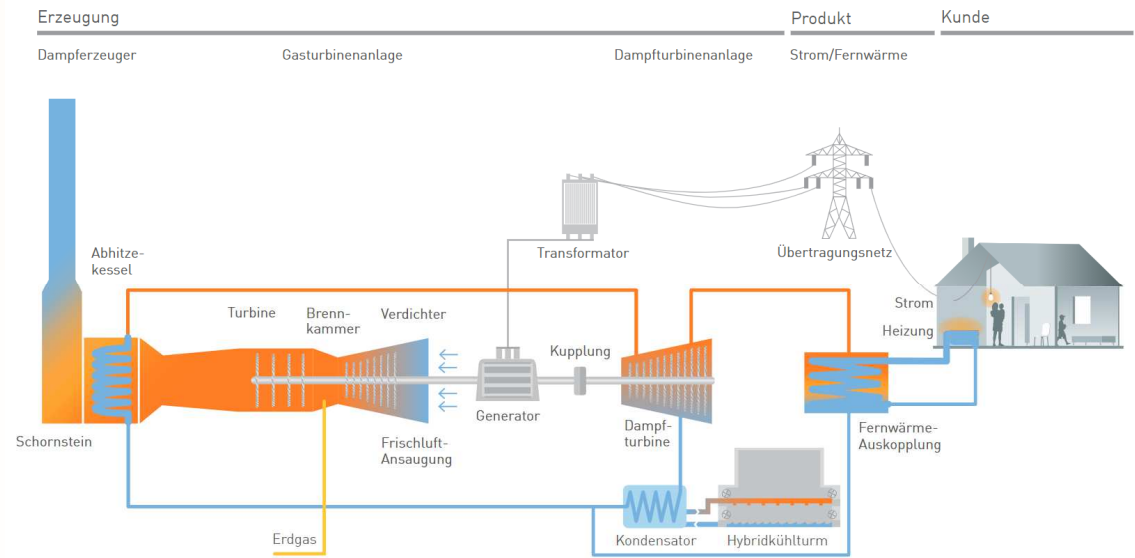 Erzeugung
Produkt
Kunde
Dampferzeuger
Gasturbinenanlage
Dampfturbinenanlage
Strom/Fernwärme
Transformator
Übertragungsnetz
Abhitze-
kessel
Strom
Turbine
Brenn-
kammer
Verdichter
Heizung
Kupplung
Generator
Schornstein
Frischluft-
Ansaugung
Dampf-
turbine
Fernwärme-
Auskopplung
Erdgas
Kondensator
Hybridkühlturm